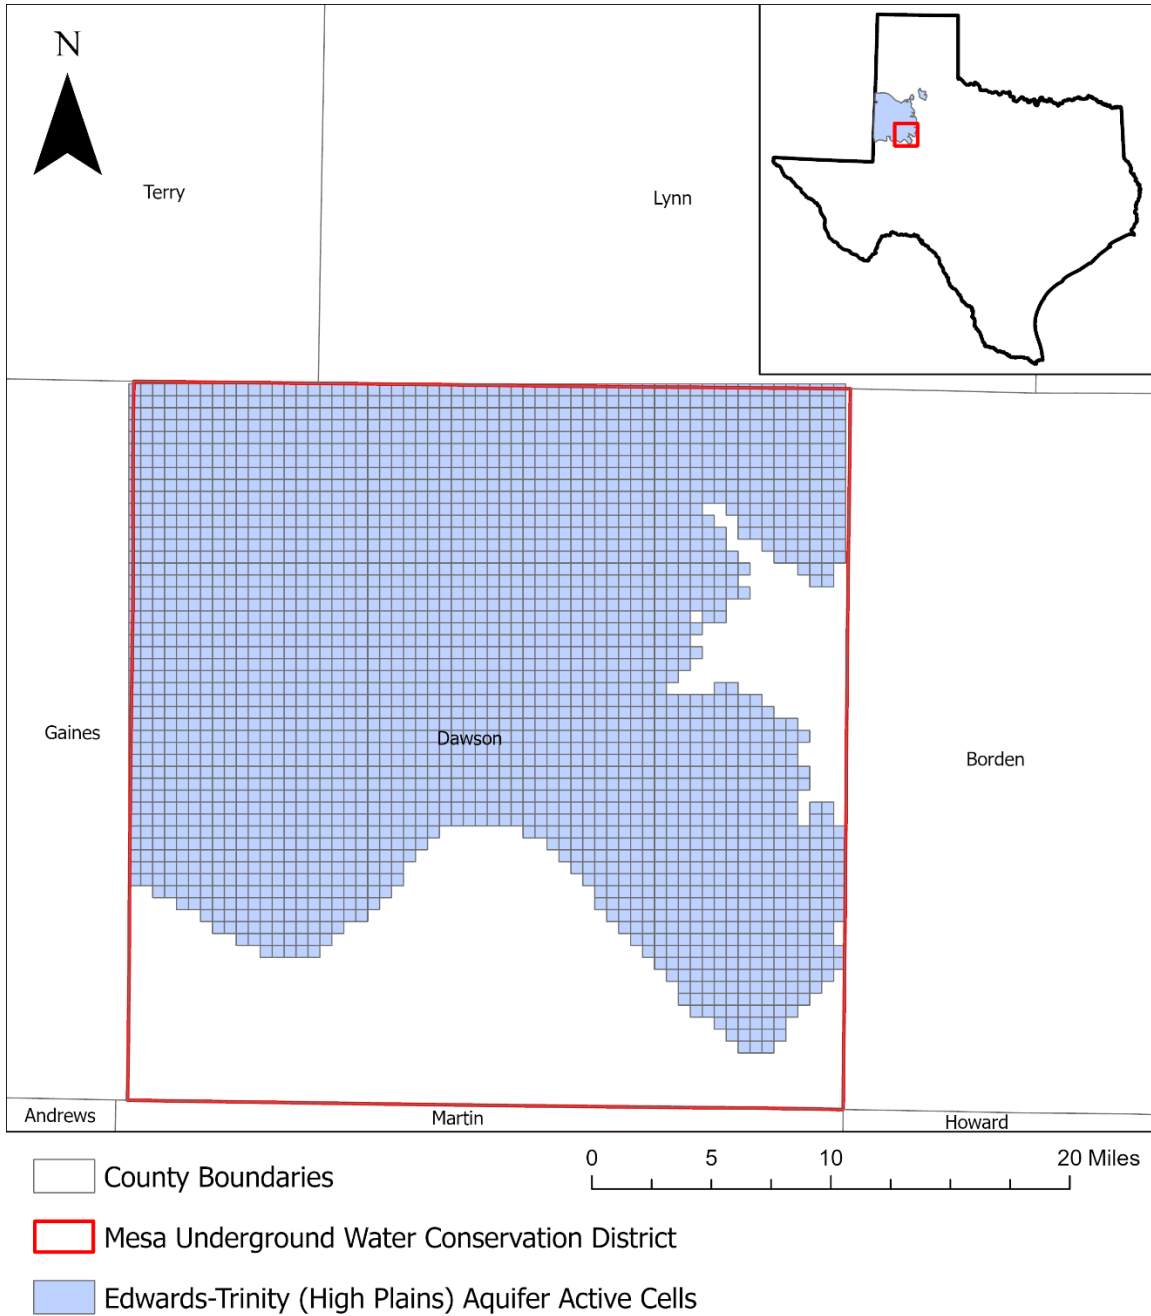 N
Terry
Lynn
Gaines
Dawson
Borden
Andrews
Martin
Howard
0 5 10 20 Miles
County Boundaries
Mesa Underground Water Conservation District
Edwards-Trinity (High Plains) Aquifer Active Cells